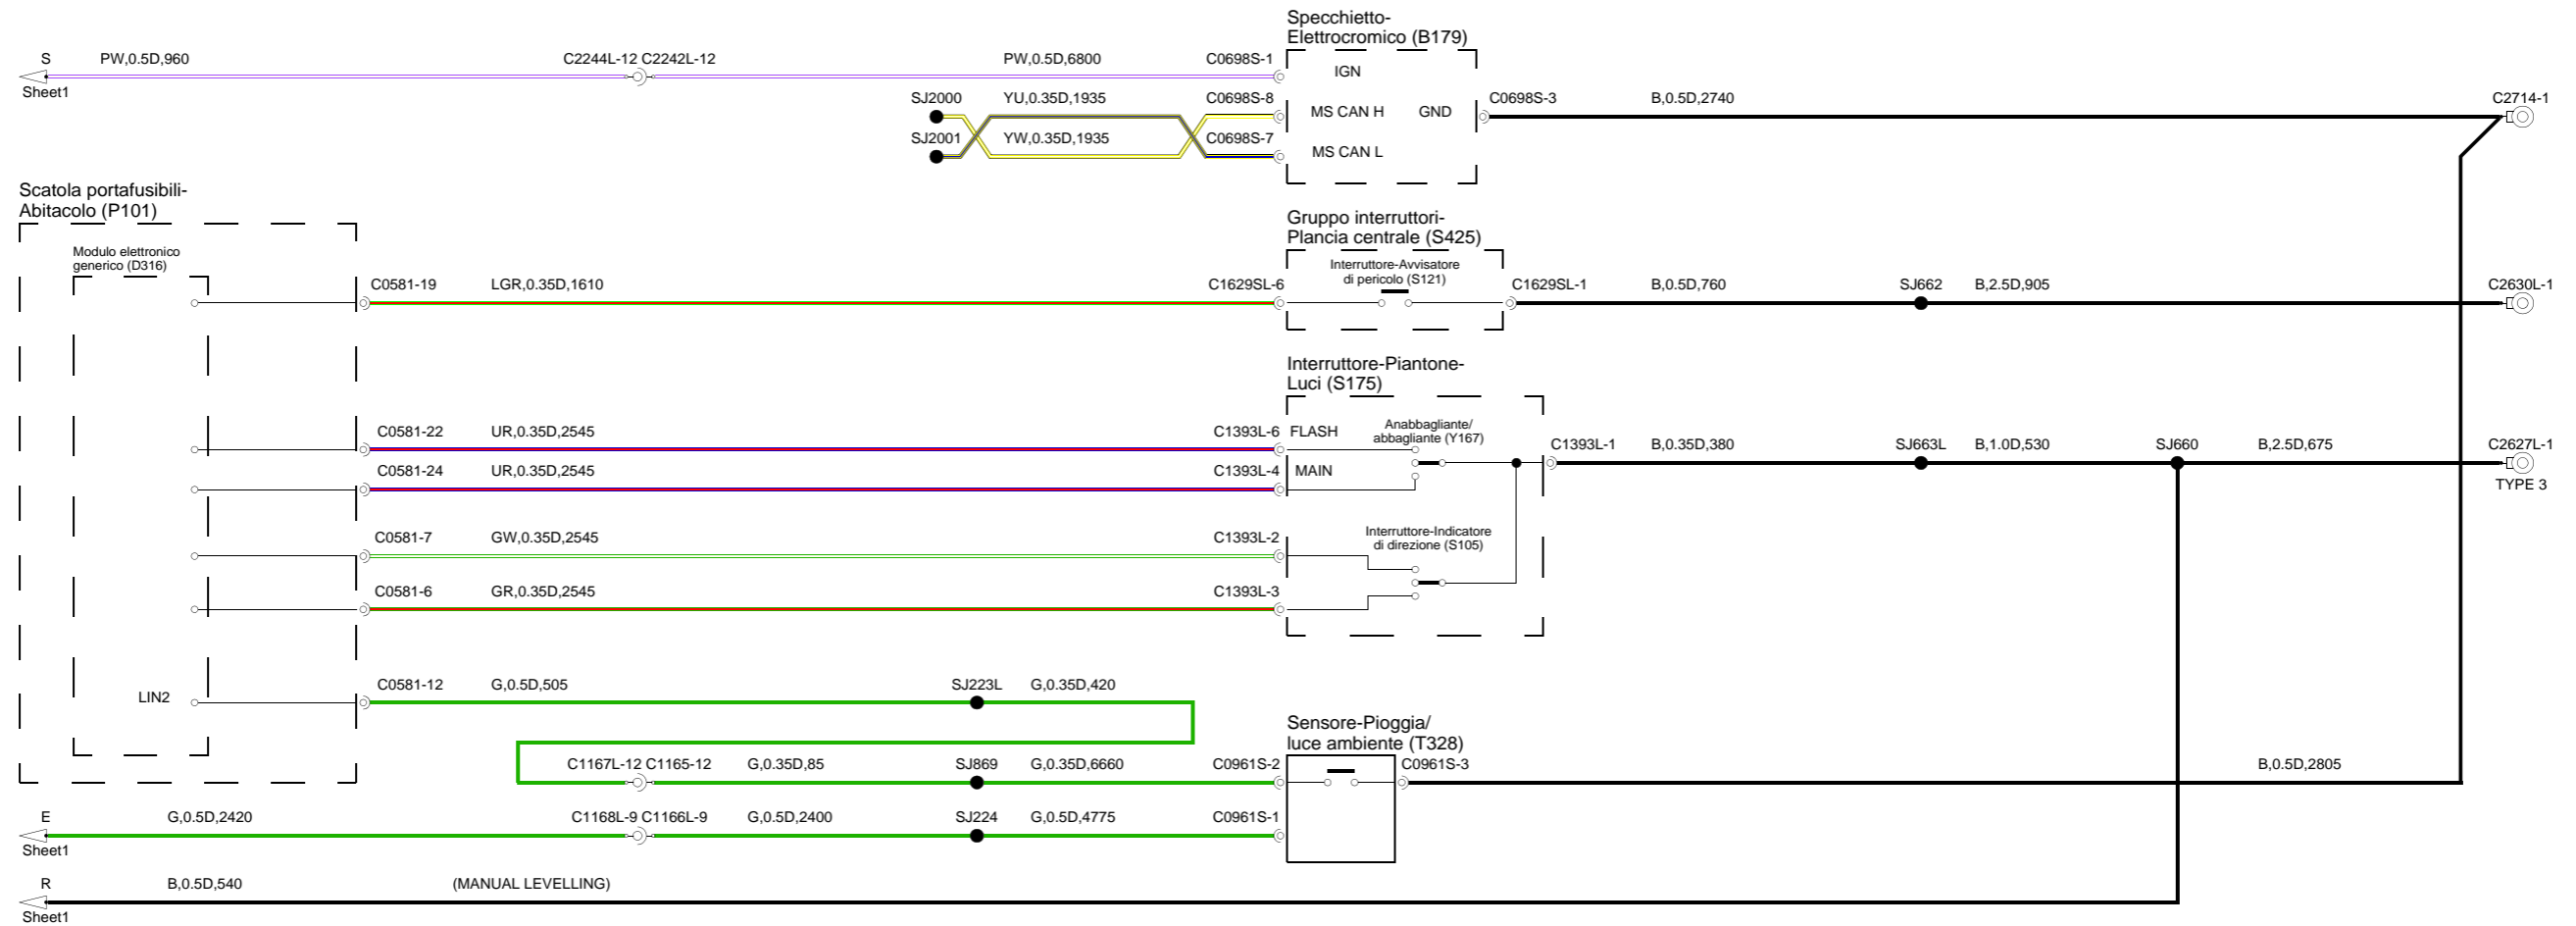 Specchietto-
Elettrocromico (B179)
S PW,0.5D,960 C2244L-12 C2242L-12 PW,0.5D,6800 C0698S-1
IGN
Sheet1
SJ2000 YU,0.35D,1935 C0698S-8 MS CAN H GND C0698S-3 B,0.5D,2740 C2714-1
SJ2001 YW,0.35D,1935 C0698S-7 MS CAN L
Scatola portafusibili-
Abitacolo (P101)
Modulo elettronico
generico (D316)
Gruppo interruttori-
Plancia centrale (S425)
Interruttore-Avvisatore
di pericolo (S121)
C0581-19 LGR,0.35D,1610 C1629SL-6 C1629SL-1 B,0.5D,760 SJ662 B,2.5D,905 C2630L-1
Interruttore-Piantone-
Luci (S175)
Anabbagliante/
abbagliante (Y167)
C0581-22 UR,0.35D,2545 C1393L-6 FLASH C1393L-1 B,0.35D,380 SJ663L B,1.0D,530 SJ660 B,2.5D,675 C2627L-1
C0581-24 UR,0.35D,2545 C1393L-4 MAIN
TYPE 3
Interruttore-Indicatore
di direzione (S105)
C0581-7 GW,0.35D,2545 C1393L-2
C0581-6 GR,0.35D,2545 C1393L-3
LIN2 C0581-12 G,0.5D,505 SJ223L G,0.35D,420
Sensore-Pioggia/
luce ambiente (T328)
C1167L-12 C1165-12 G,0.35D,85 SJ869 G,0.35D,6660 C0961S-2 C0961S-3 B,0.5D,2805
E G,0.5D,2420 C1168L-9 C1166L-9 G,0.5D,2400 SJ224 G,0.5D,4775 C0961S-1
Sheet1
R B,0.5D,540 (MANUAL LEVELLING)
Sheet1